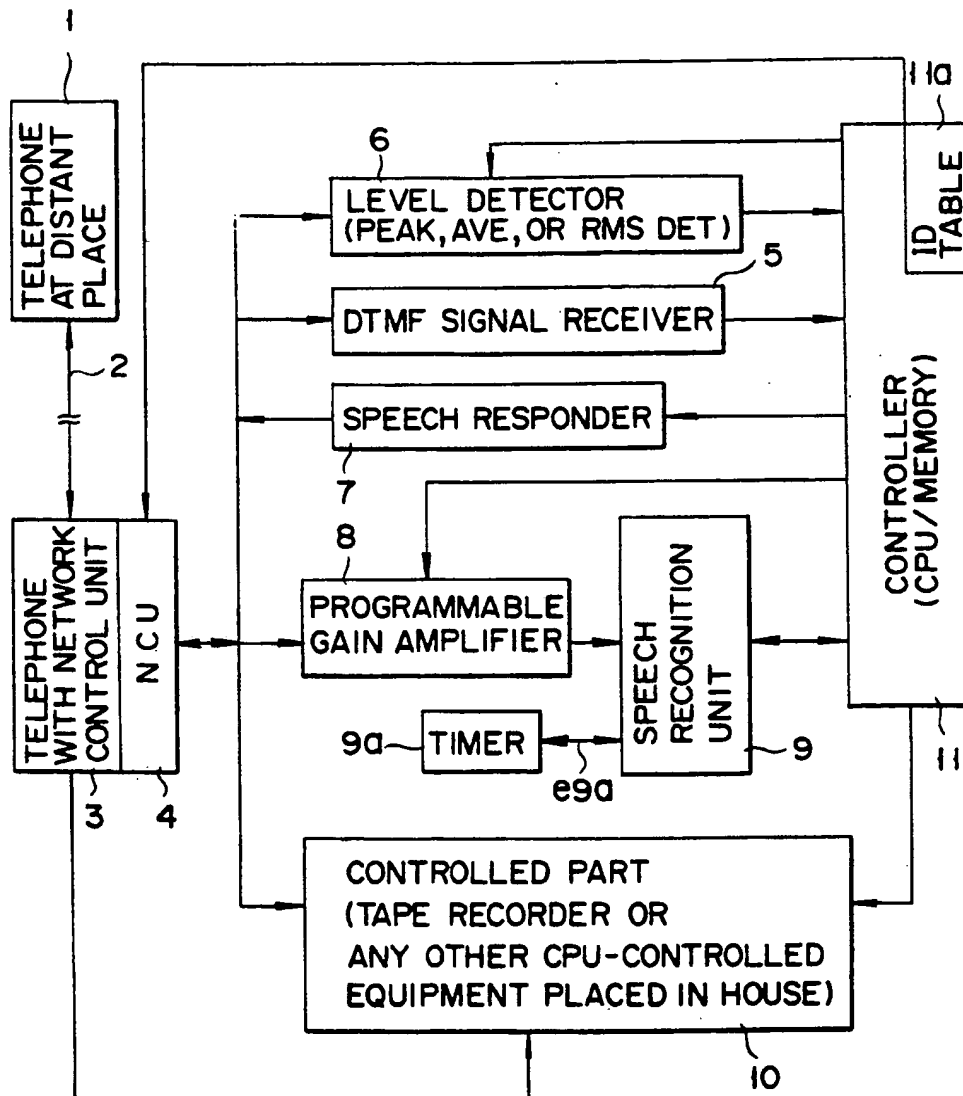 1
TELEPHONE
AT DISTANT
PLACE
2
11a
ID
TABLE
6
LEVEL DETECTOR
(PEAK, AVE, OR RMS DET)
5
DTMF SIGNAL RECEIVER
SPEECH RESPONDER
7
CONTROLLER
(CPU/MEMORY)
TELEPHONE
WITH NETWORK
CONTROL UNIT
NCU
3
4
8
PROGRAMMABLE
GAIN AMPLIFIER
SPEECH
RECOGNITION
UNIT
9a
TIMER
e9a
9
11
CONTROLLED PART
(TAPE RECORDER OR
ANY OTHER CPU-CONTROLLED
EQUIPMENT PLACED IN HOUSE)
10